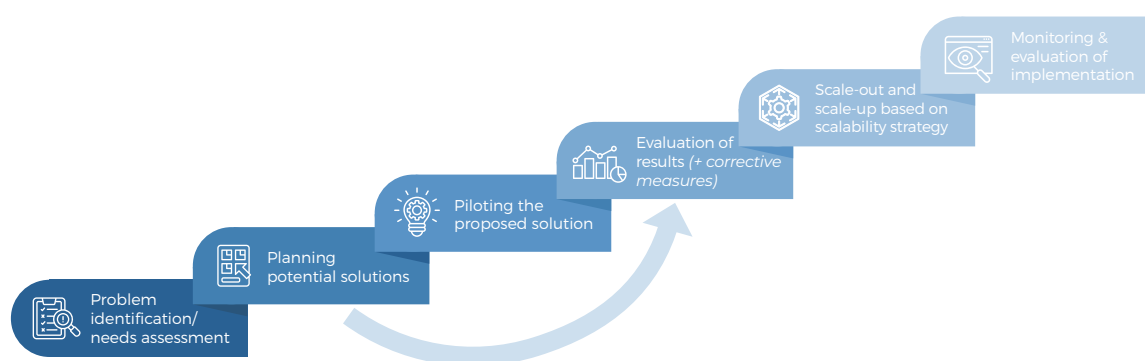 Problem
identification/
needs assessment
Planning
potential solutions
Piloting the
proposed solution
Evaluation of
results (+ corrective
measures)
Scale-out and
scale-up based on
scalability strategy
Monitoring &
evaluation of
implementation